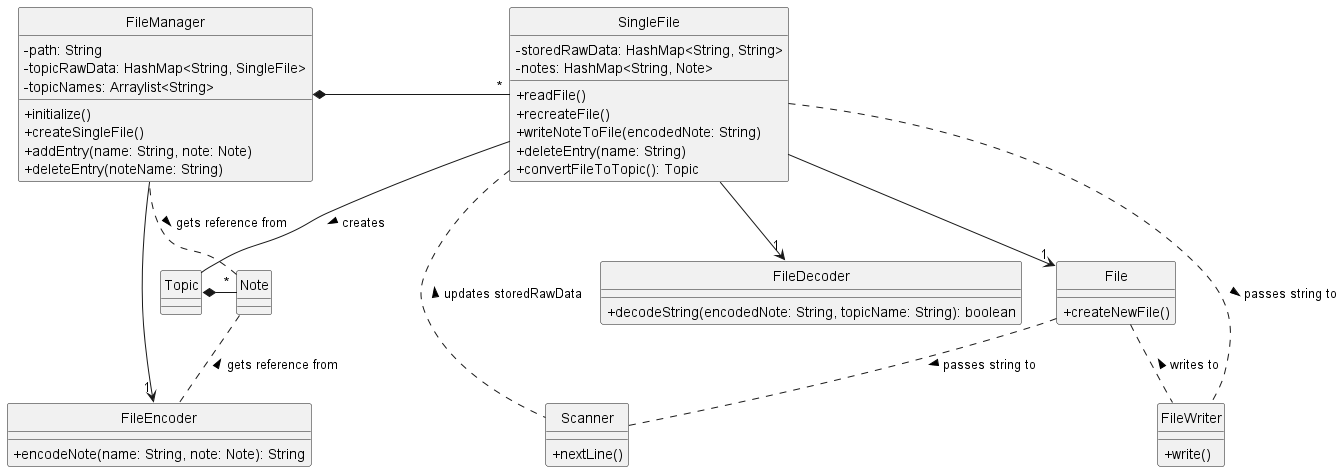 FileManager
-path: String
-topicRawData: HashMap<String, SingleFile>
-topicNames: Arraylist<String>
+initialize()
+createSingleFile()
+addEntry(name: String, note: Note)
+deleteEntry(noteName: String)
*
SingleFile
-storedRawData: HashMap<String, String>
-notes: HashMap<String, Note>
+readFile()
+recreateFile()
+writeNoteToFile(encodedNote: String)
+deleteEntry(name: String)
+convertFileToTopic(): Topic
gets reference from
creates
1
1
Topic
*
Note
updates storedRawData
FileDecoder
+decodeString(encodedNote: String, topicName: String): boolean
File
+createNewFile()
passes string to
gets reference from
passes string to
writes to
1
FileEncoder
+encodeNote(name: String, note: Note): String
Scanner
+nextLine()
FileWriter
+write()